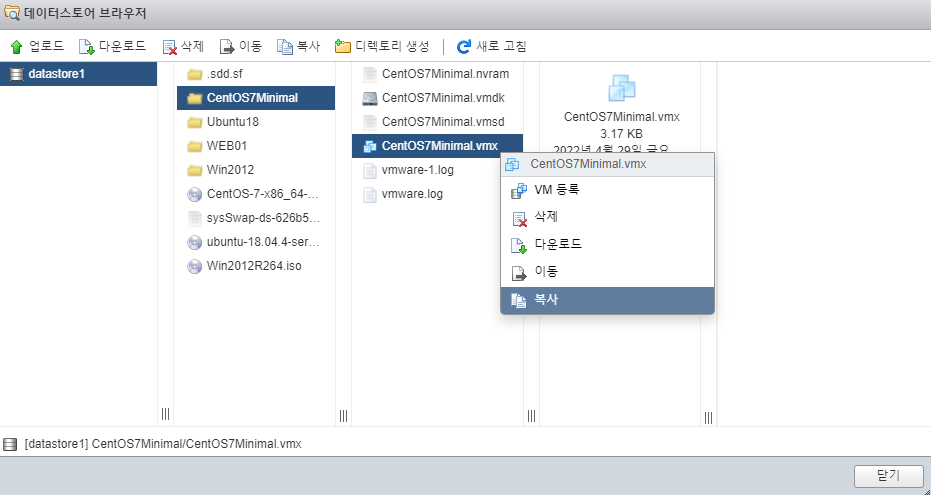 데이터스토어 브라우저
업로드 다운로드 삭제 이동 복사 디렉토리 생성 새로 고침
datastore1
.sdd.sf
CentOS7Minimal
Ubuntu18
WEB01
Win2012
CentOS-7-x86_64-...
sysSwap-ds-626b5...
ubuntu-18.04.4-ser...
Win2012R264.iso
CentOS7Minimal.nvram
CentOS7Minimal.vmdk
CentOS7Minimal.vmsd
CentOS7Minimal.vmx
vmware-1.log
vmware.log
CentOS7Minimal.vmx
3.17 KB
2022년 4월 29일 금요
CentOS7Minimal.vmx
VM 등록
삭제
다운로드
이동
복사
[datastore1] CentOS7Minimal/CentOS7Minimal.vmx
닫기